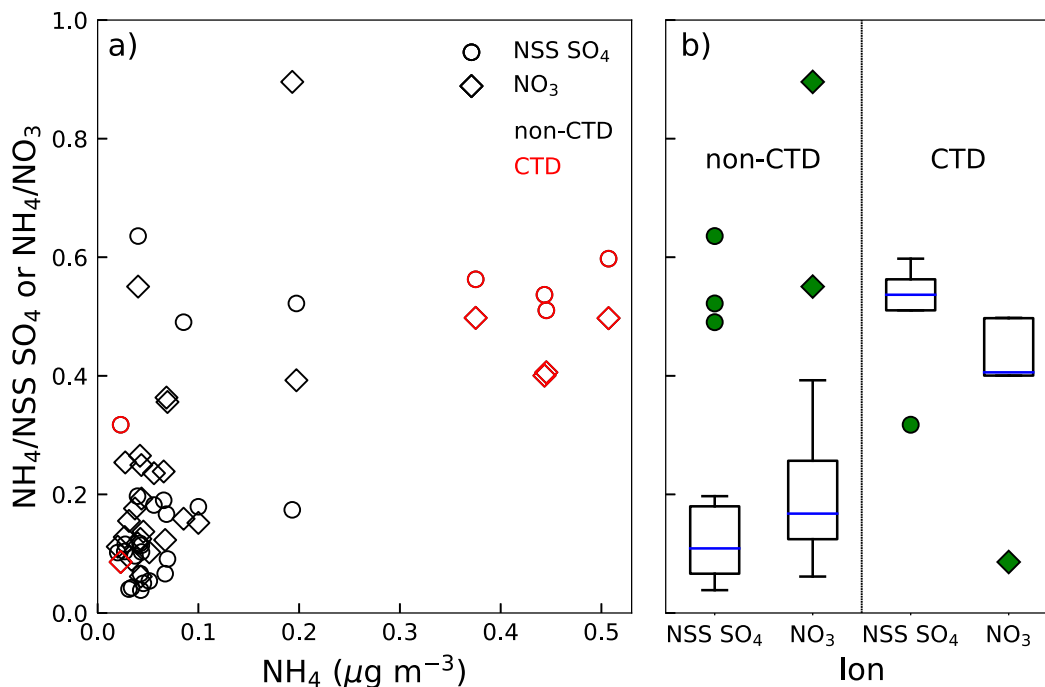 a)
NSS SO₄
NO₃
non-CTD
CTD
NH₄/NSS SO₄ or NH₄/NO₃
1.0
0.8
0.6
0.4
0.2
0.0
0.0 0.1 0.2 0.3 0.4 0.5
NH₄ (μg m⁻³)
b)
non-CTD CTD
NSS SO₄ NO₃ NSS SO₄ NO₃
Ion